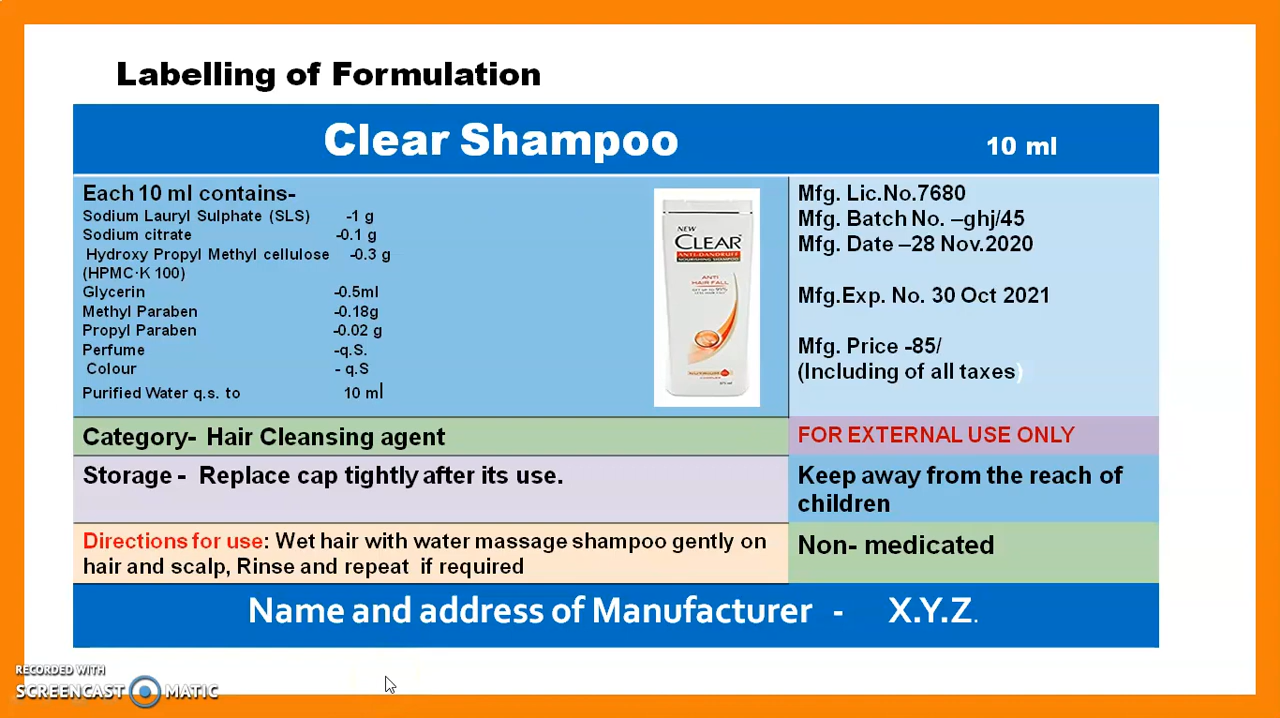 Labelling of Formulation
Clear Shampoo 10 ml
Each 10 ml contains-
Sodium Lauryl Sulphate (SLS) -1 g
Sodium citrate -0.1 g
Hydroxy Propyl Methyl cellulose -0.3 g
(HPMC·K 100)
Glycerin -0.5ml
Methyl Paraben -0.18g
Propyl Paraben -0.02 g
Perfume -q.S.
Colour - q.S
Purified Water q.s. to 10 ml
NEW
CLEAR
ANTI-DANDRUFF
NOURISHING SHAMPOO
ANTI
HAIR FALL
Mfg. Lic.No.7680
Mfg. Batch No. –ghj/45
Mfg. Date –28 Nov.2020
Mfg.Exp. No. 30 Oct 2021
Mfg. Price -85/
(Including of all taxes)
Category- Hair Cleansing agent
FOR EXTERNAL USE ONLY
Storage - Replace cap tightly after its use.
Keep away from the reach of
children
Directions for use: Wet hair with water massage shampoo gently on
hair and scalp, Rinse and repeat if required
Non- medicated
Name and address of Manufacturer - X.Y.Z.
RECORDED WITH
SCREENCAST MATIC